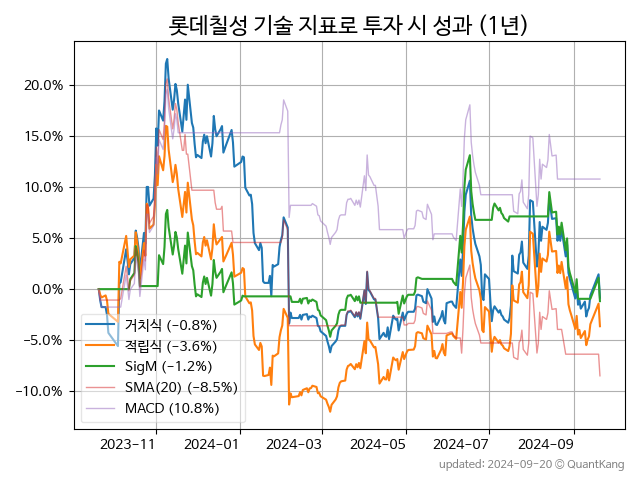 롯데칠성 기술 지표로 투자 시 성과 (1년)
20.0%
15.0%
10.0%
5.0%
0.0%
−5.0%
−10.0%
거치식 (−0.8%)
적립식 (−3.6%)
SigM (−1.2%)
SMA(20) (−8.5%)
MACD (10.8%)
2023-11 2024-01 2024-03 2024-05 2024-07 2024-09
updated: 2024-09-20 ⓒ QuantKang